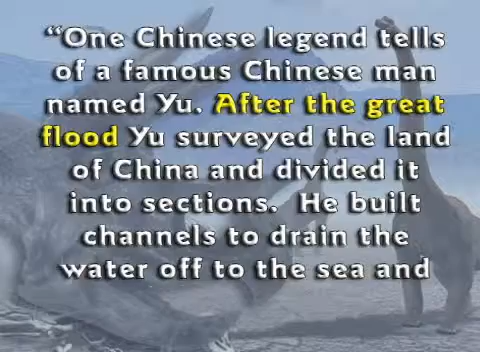 “One Chinese legend tells
of a famous Chinese man
named Yu. After the great
flood Yu surveyed the land
of China and divided it
into sections.  He built
channels to drain the
water off to the sea and